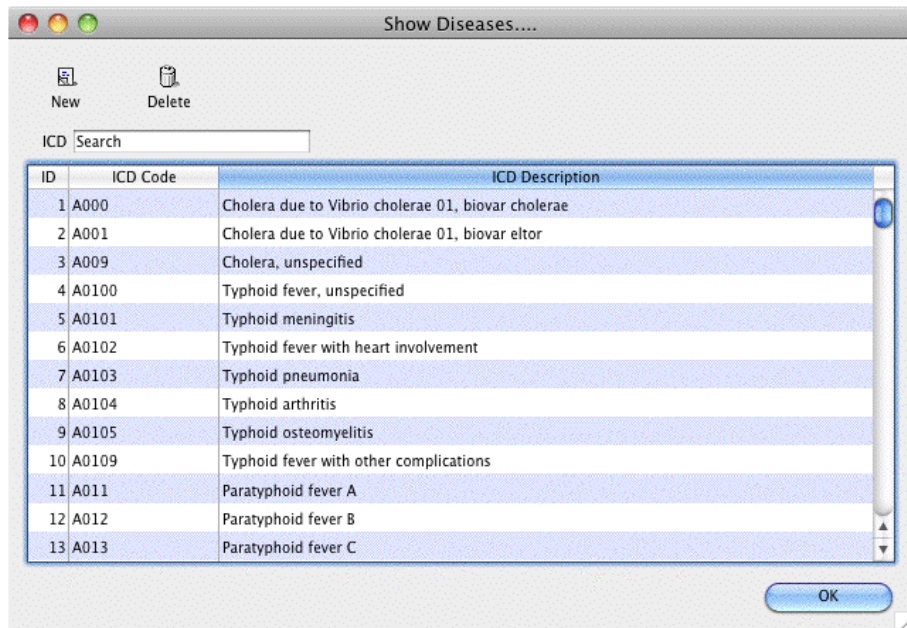 Show Diseases....
New Delete
ICD Search
ID ICD Code ICD Description
1 A000 Cholera due to Vibrio cholerae 01, biovar cholerae
2 A001 Cholera due to Vibrio cholerae 01, biovar eltor
3 A009 Cholera, unspecified
4 A0100 Typhoid fever, unspecified
5 A0101 Typhoid meningitis
6 A0102 Typhoid fever with heart involvement
7 A0103 Typhoid pneumonia
8 A0104 Typhoid arthritis
9 A0105 Typhoid osteomyelitis
10 A0109 Typhoid fever with other complications
11 A011 Paratyphoid fever A
12 A012 Paratyphoid fever B
13 A013 Paratyphoid fever C
OK